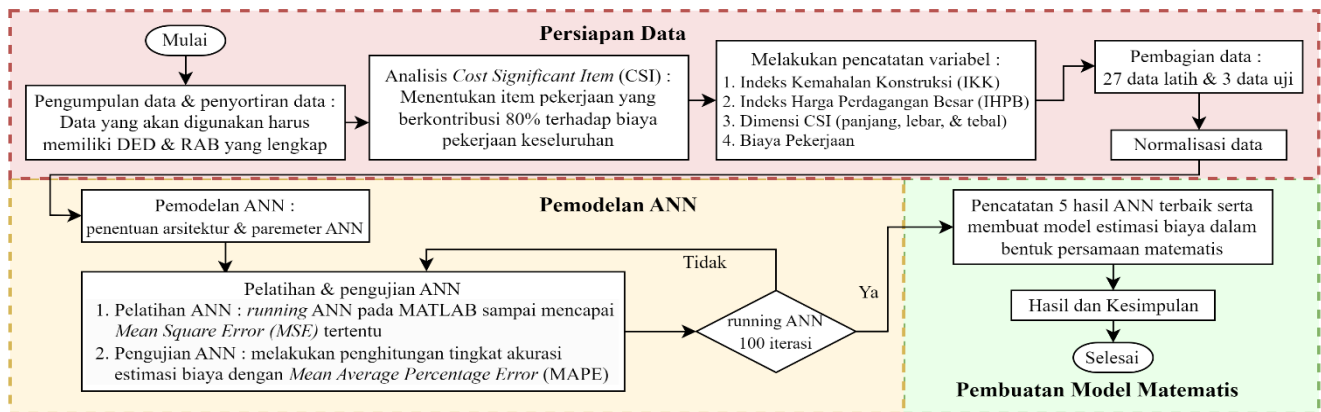 Persiapan Data
Mulai
Pengumpulan data & penyortiran data :
Data yang akan digunakan harus
memiliki DED & RAB yang lengkap
Analisis Cost Significant Item (CSI) :
Menentukan item pekerjaan yang
berkontribusi 80% terhadap biaya
pekerjaan keseluruhan
Melakukan pencatatan variabel :
1. Indeks Kemahalan Konstruksi (IKK)
2. Indeks Harga Perdagangan Besar (IHPB)
3. Dimensi CSI (panjang, lebar, & tebal)
4. Biaya Pekerjaan
Pembagian data :
27 data latih & 3 data uji
Normalisasi data
Pemodelan ANN
Pemodelan ANN :
penentuan arsitektur & paremeter ANN
Pelatihan & pengujian ANN
1. Pelatihan ANN : running ANN pada MATLAB sampai mencapai
Mean Square Error (MSE) tertentu
2. Pengujian ANN : melakukan penghitungan tingkat akurasi
estimasi biaya dengan Mean Average Percentage Error (MAPE)
Tidak
running ANN
100 iterasi
Ya
Pencatatan 5 hasil ANN terbaik serta
membuat model estimasi biaya dalam
bentuk persamaan matematis
Hasil dan Kesimpulan
Selesai
Pembuatan Model Matematis